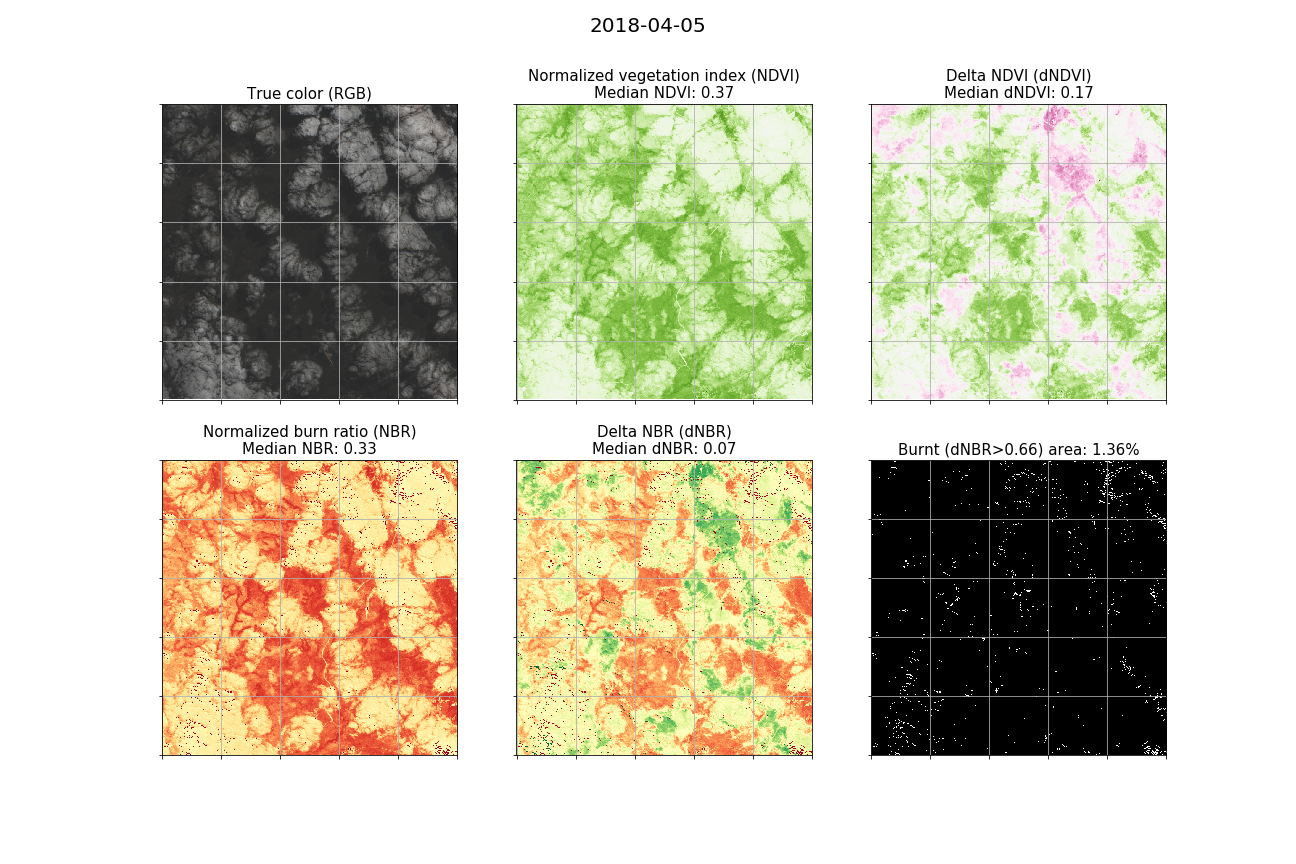 2018-04-05
True color (RGB)
Normalized vegetation index (NDVI)
Median NDVI: 0.37
Delta NDVI (dNDVI)
Median dNDVI: 0.17
Normalized burn ratio (NBR)
Median NBR: 0.33
Delta NBR (dNBR)
Median dNBR: 0.07
Burnt (dNBR>0.66) area: 1.36%